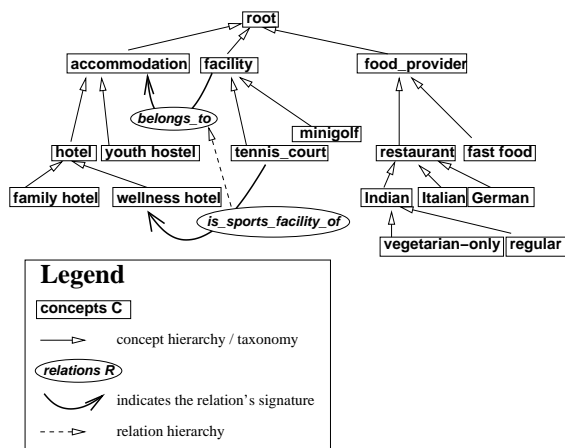 root
accommodation facility food_provider
belongs_to
minigolf
hotel youth hostel tennis_court restaurant fast food
family hotel wellness hotel is_sports_facility_of Indian Italian German
vegetarian−only regular
Legend
concepts C
concept hierarchy / taxonomy
relations R
indicates the relation's signature
relation hierarchy